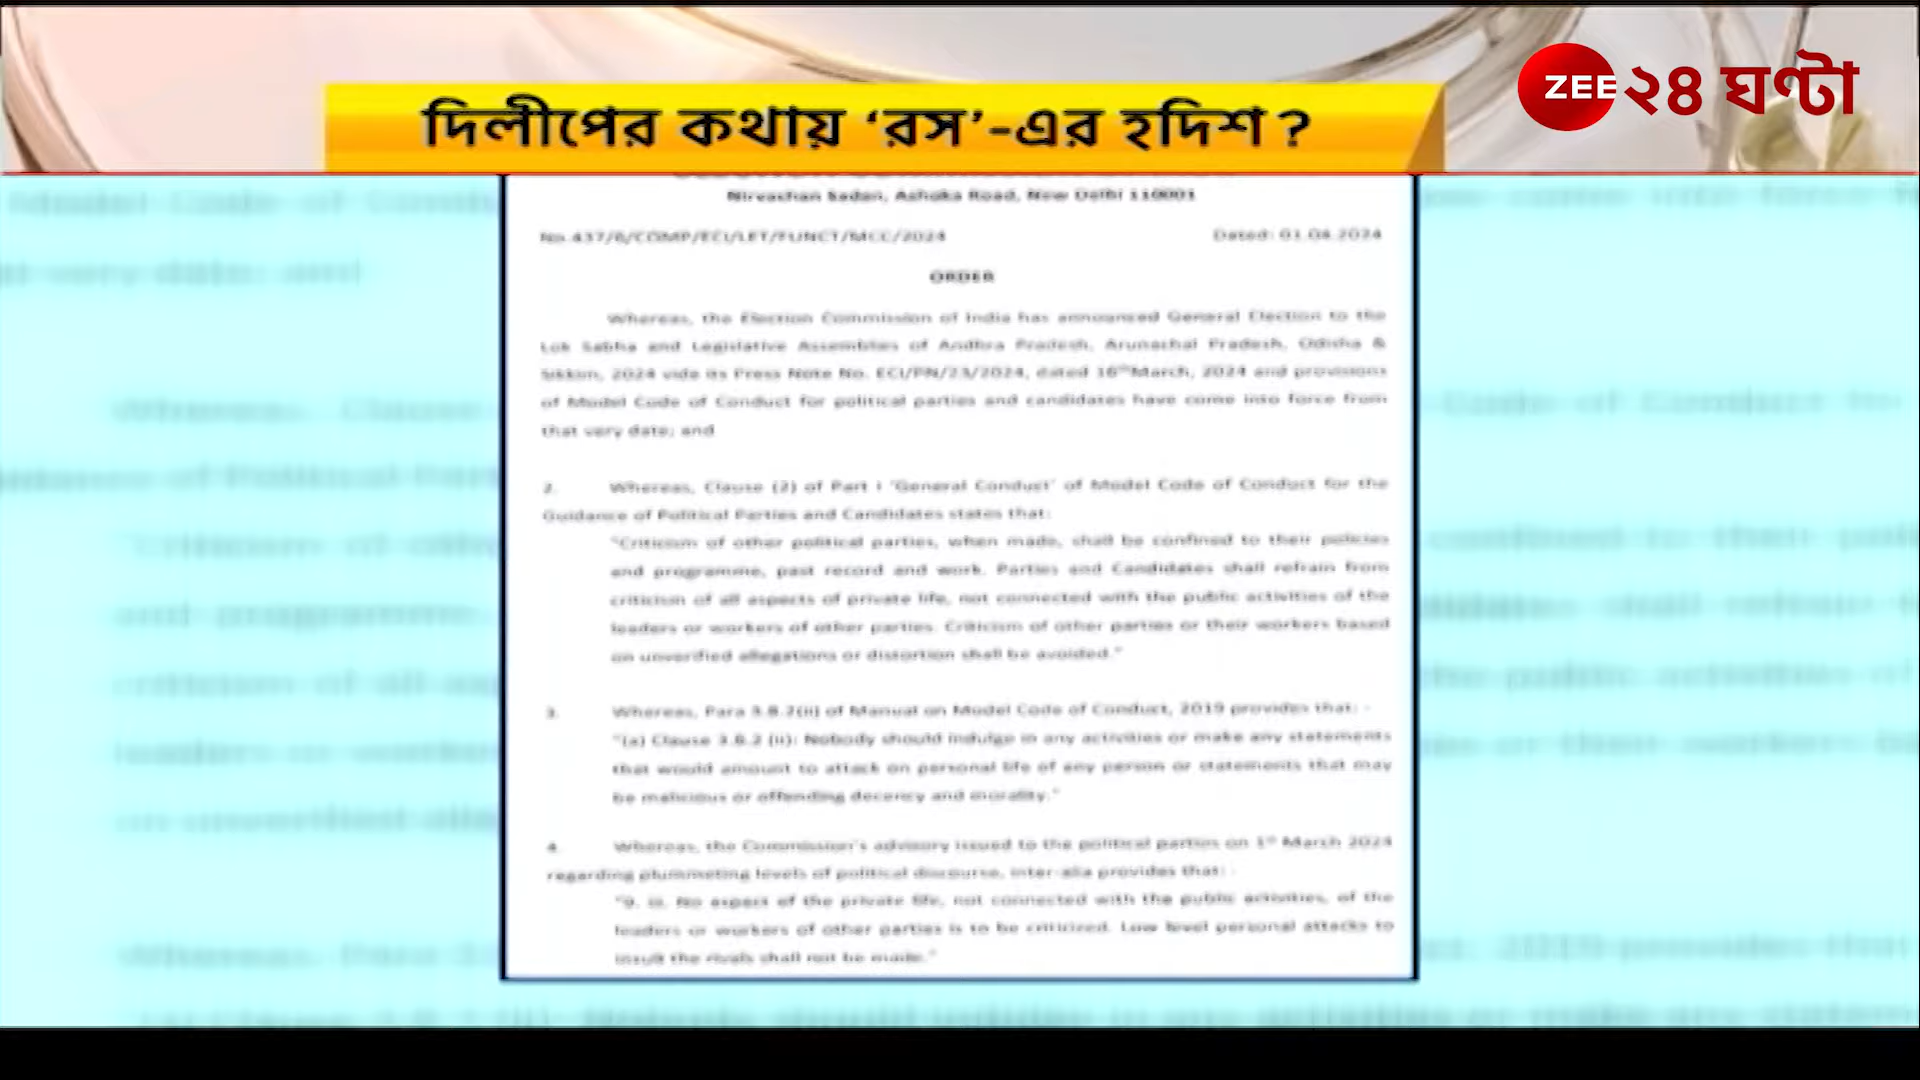 ZEE ২৪ ঘণ্টা
দিলীপের কথায় ‘রস’-এর হদিশ?
Nirvachan Sadan, Ashoka Road, New Delhi 110001
No.437/6/COMP/ECI/LET/FUNCT/MCC/2024 Dated: 01.04.2024
ORDER
Whereas, the Election Commission of India has announced General Election to the
Lok Sabha and Legislative Assemblies of Andhra Pradesh, Arunachal Pradesh, Odisha &
Sikkim, 2024 vide its Press Note No. ECI/PN/23/2024, dated 16th March, 2024 and provisions
of Model Code of Conduct for political parties and candidates have come into force from
that very date; and
2. Whereas, Clause (2) of Part I 'General Conduct' of Model Code of Conduct for the
Guidance of Political Parties and Candidates states that:
"Criticism of other political parties, when made, shall be confined to their policies
and programme, past record and work. Parties and Candidates shall refrain from
criticism of all aspects of private life, not connected with the public activities of the
leaders or workers of other parties. Criticism of other parties or their workers based
on unverified allegations or distortion shall be avoided."
3. Whereas, Para 3.8.2(ii) of Manual on Model Code of Conduct, 2019 provides that: -
"(a) Clause 3.8.2 (ii): Nobody should indulge in any activities or make any statements
that would amount to attack on personal life of any person or statements that may
be malicious or offending decency and morality."
4. Whereas, the Commission's advisory issued to the political parties on 1st March 2024
regarding plummeting levels of political discourse, inter-alia provides that: -
"9. iii. No aspect of the private life, not connected with the public activities, of the
leaders or workers of other parties is to be criticized. Low level personal attacks to
insult the rivals shall not be made."